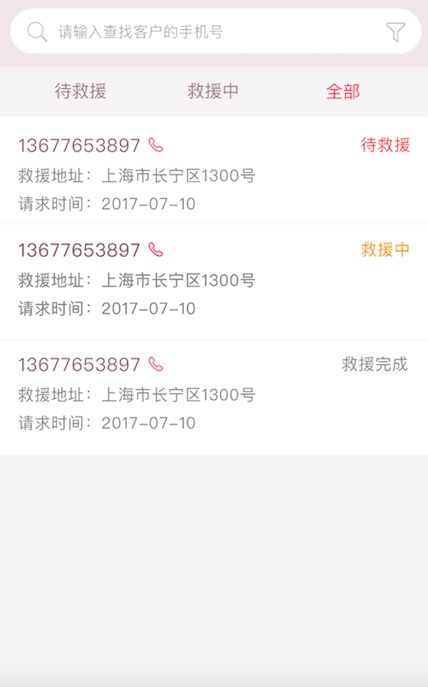 请输入查找客户的手机号
待救援 救援中 全部
13677653897 待救援
救援地址：上海市长宁区1300号
请求时间：2017-07-10
13677653897 救援中
救援地址：上海市长宁区1300号
请求时间：2017-07-10
13677653897 救援完成
救援地址：上海市长宁区1300号
请求时间：2017-07-10